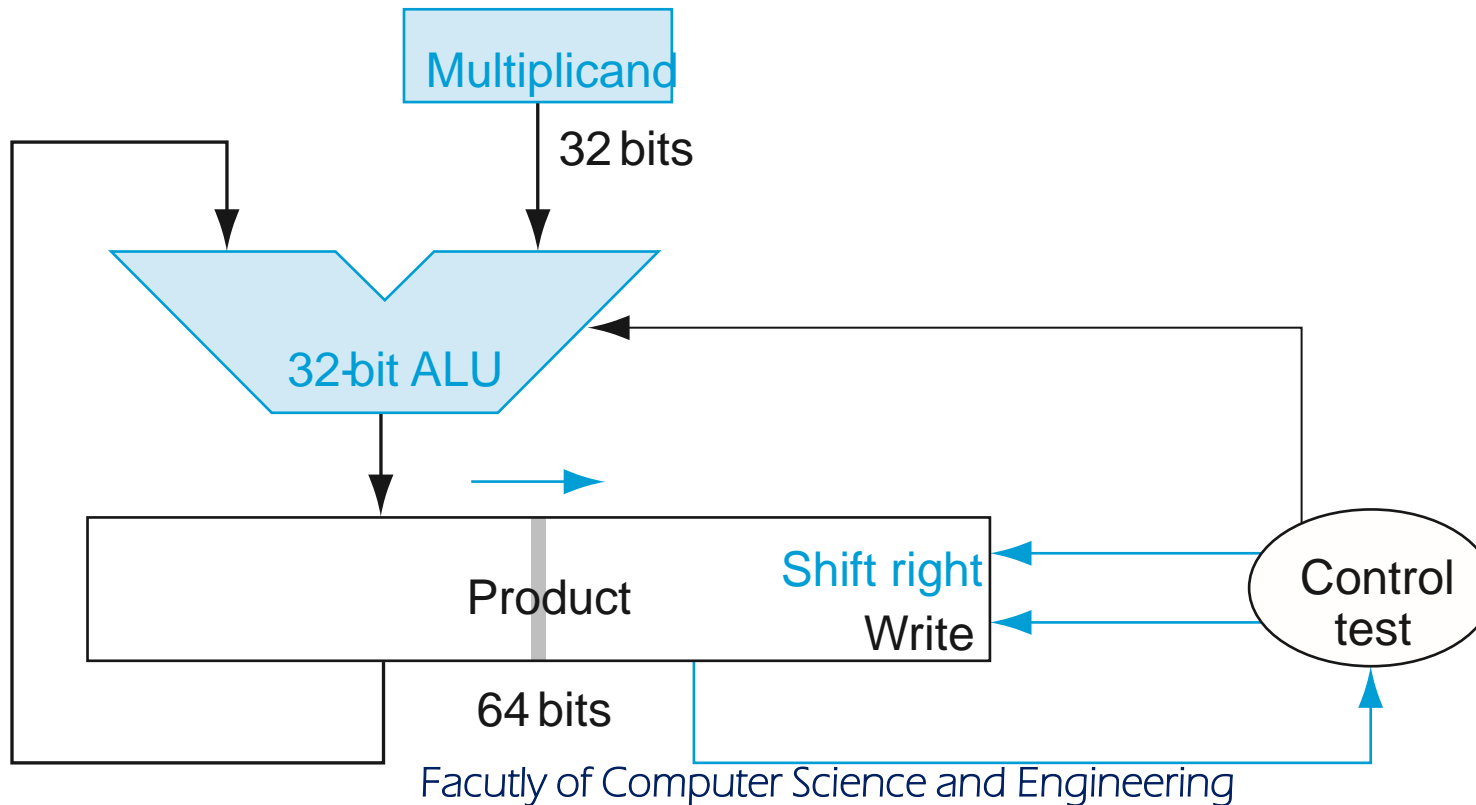 Multiplicand
32 bits
32-bit ALU
Product
Shift right
Write
Control
test
64 bits
Facutly of Computer Science and Engineering